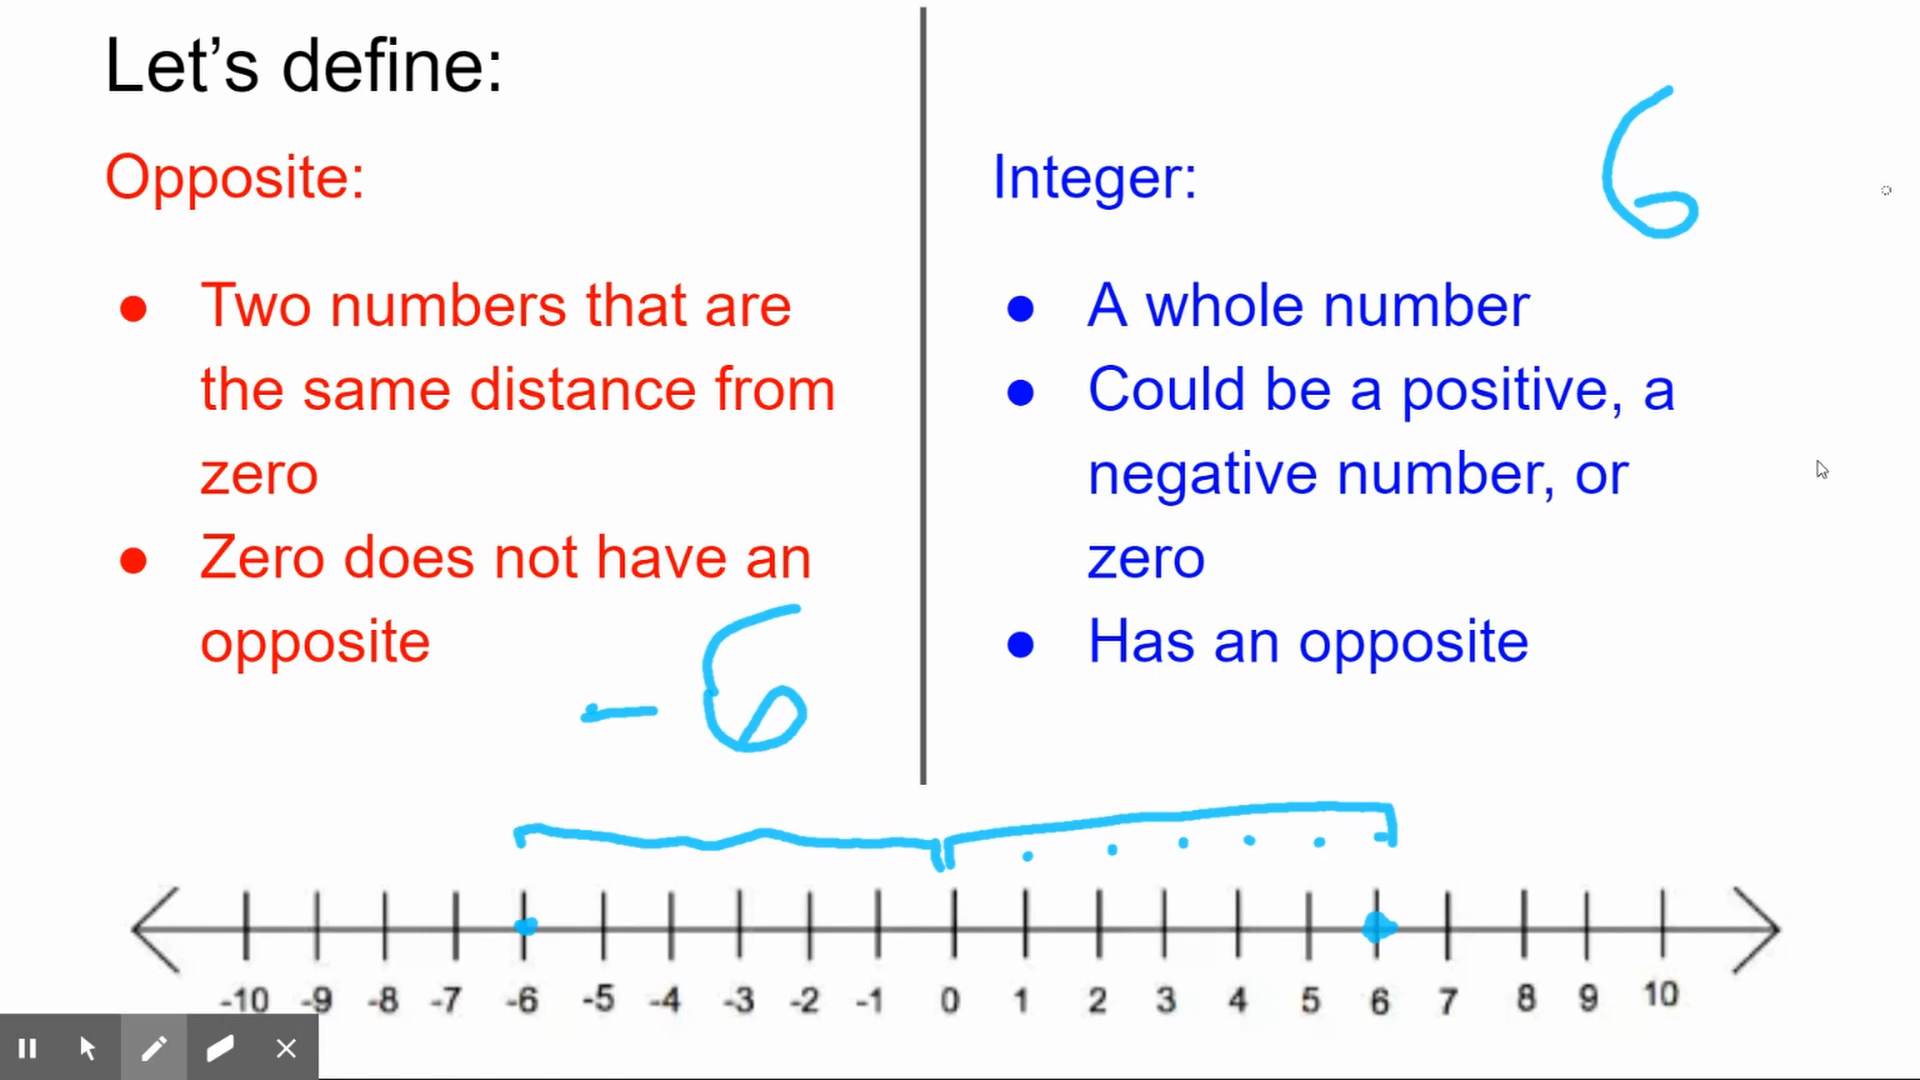 Let's define:
Opposite:
● Two numbers that are
the same distance from
zero
● Zero does not have an
opposite
-6
Integer:
6
● A whole number
● Could be a positive, a
negative number, or
zero
● Has an opposite
-10 -9 -8 -7 -6 -5 -4 -3 -2 -1 0 1 2 3 4 5 6 7 8 9 10